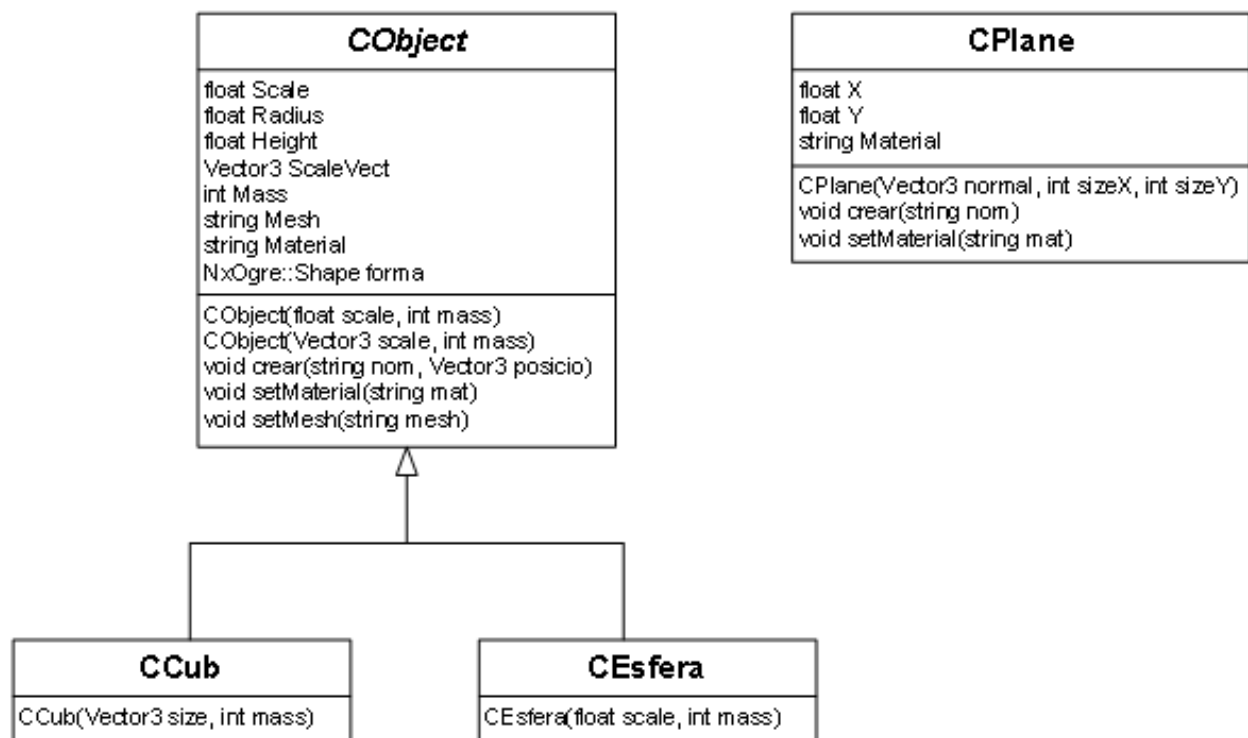 CObject
float Scale
float Radius
float Height
Vector3 ScaleVect
int Mass
string Mesh
string Material
NxOgre::Shape forma
CObject(float scale, int mass)
CObject(Vector3 scale, int mass)
void crear(string nom, Vector3 posicio)
void setMaterial(string mat)
void setMesh(string mesh)
CPlane
float X
float Y
string Material
CPlane(Vector3 normal, int sizeX, int sizeY)
void crear(string nom)
void setMaterial(string mat)
CCub
CCub(Vector3 size, int mass)
CEsfera
CEsfera(float scale, int mass)